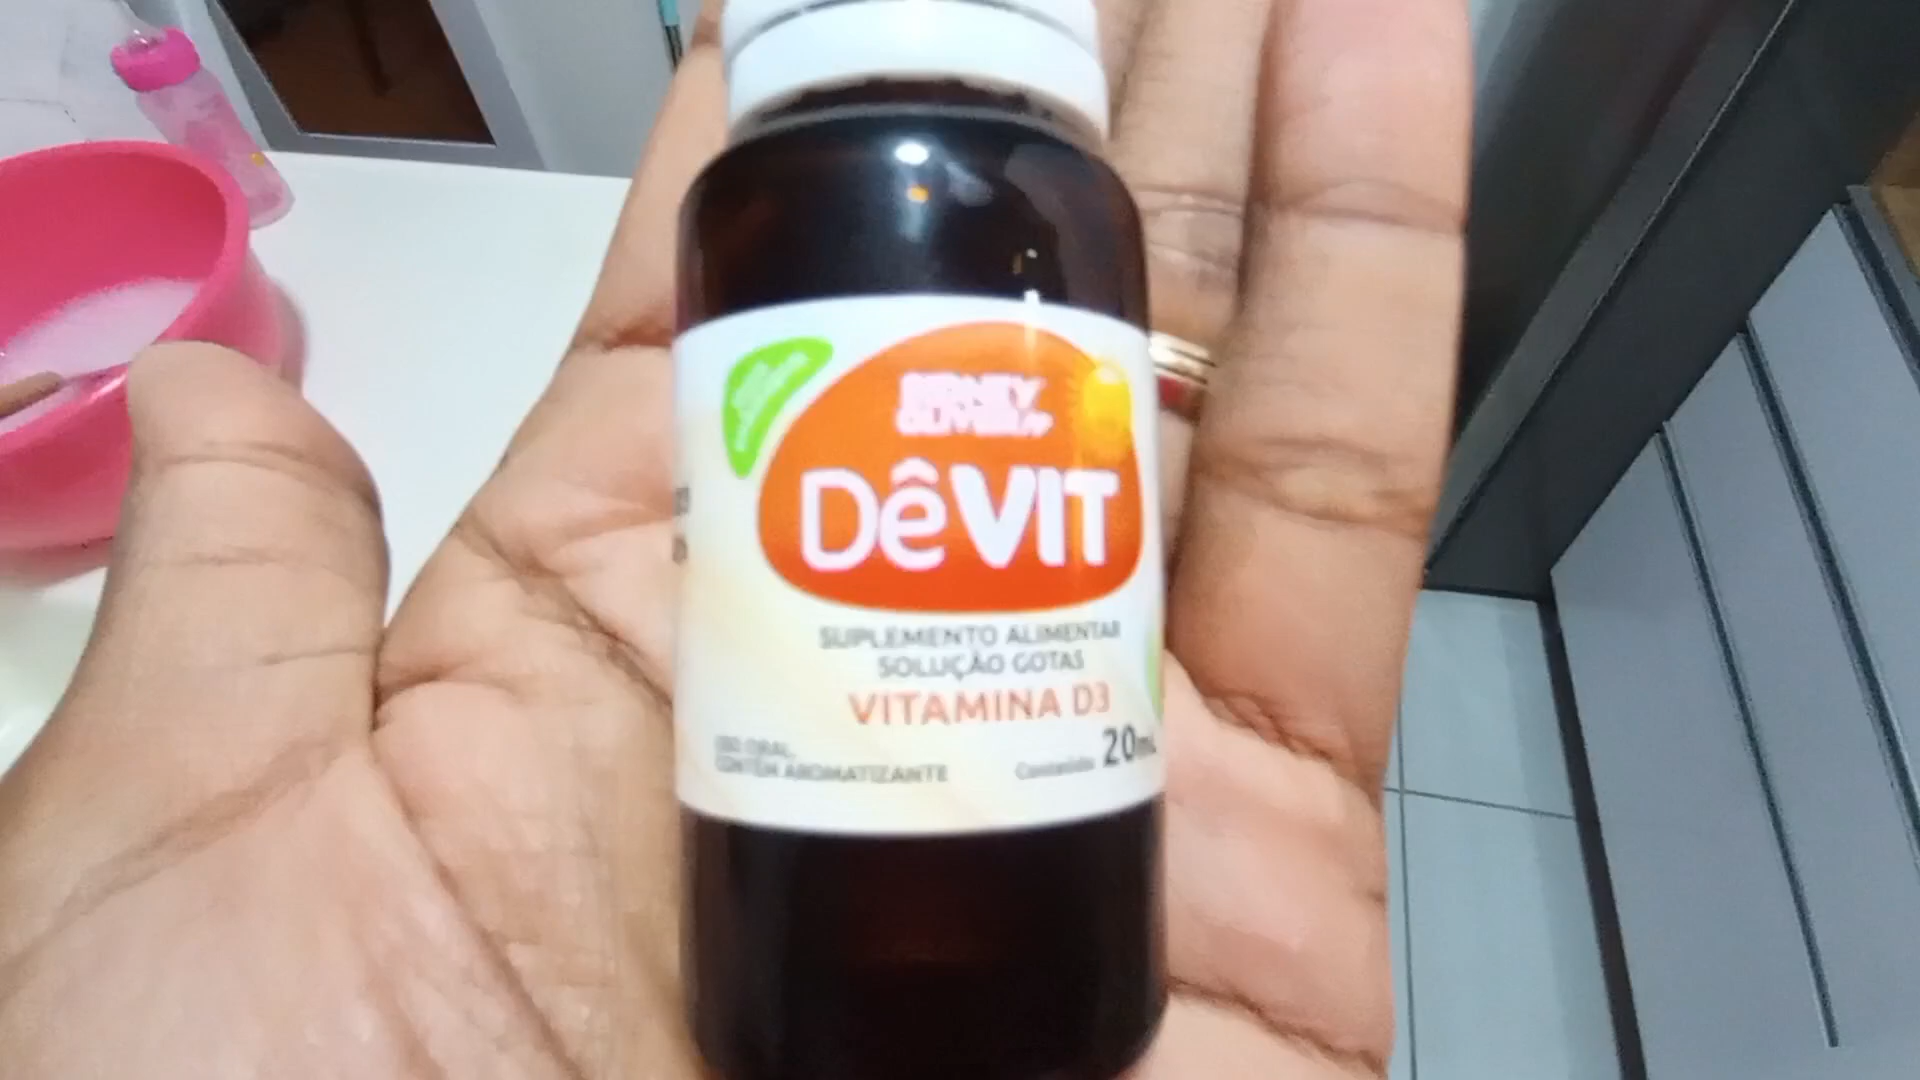 SIDNEY
OLIVEIRA
DêVIT
SUPLEMENTO ALIMENTAR
SOLUÇÃO GOTAS
VITAMINA D3
USO ORAL.
CONTÉM AROMATIZANTE
Conteúdo 20mL